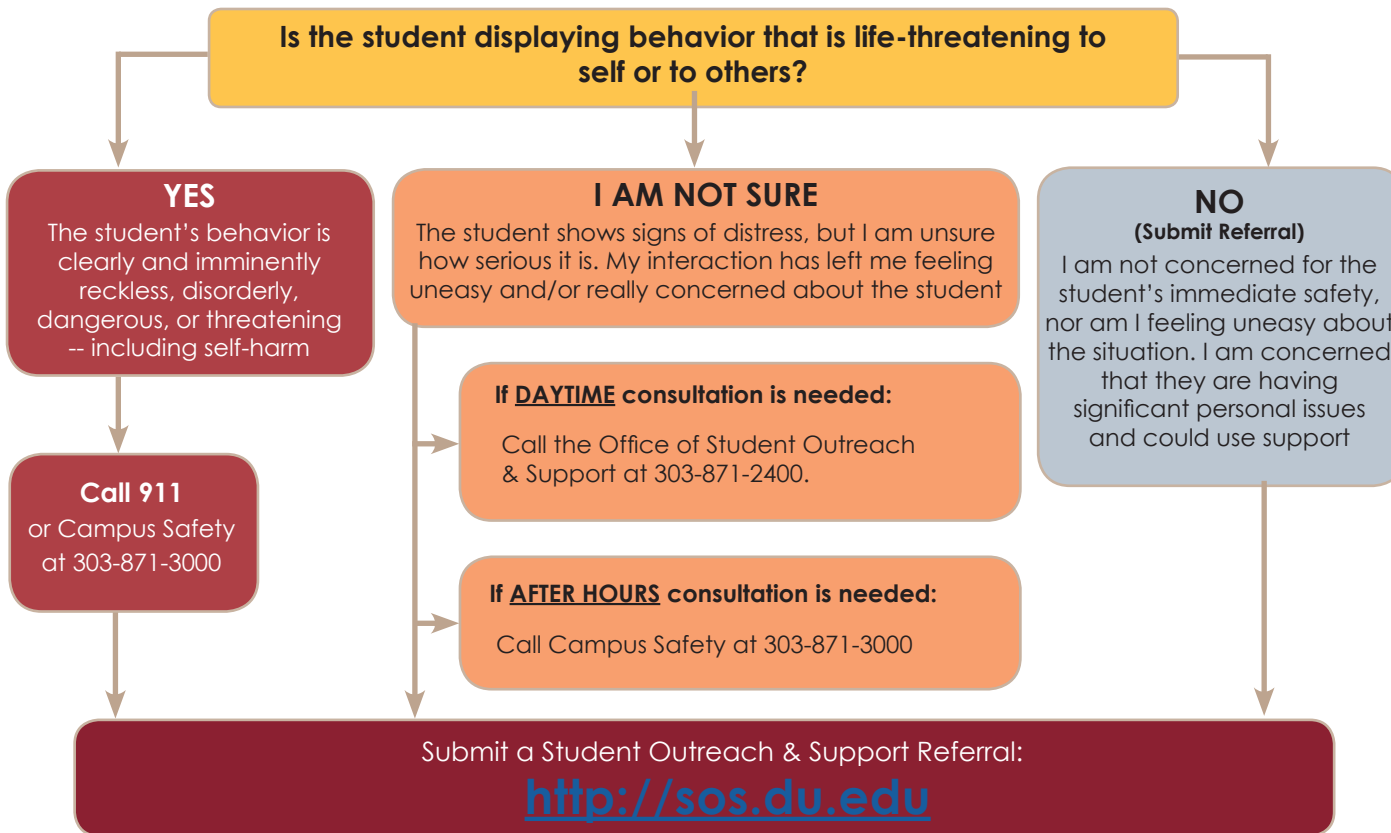 Is the student displaying behavior that is life-threatening to
self or to others?
YES
The student's behavior is
clearly and imminently
reckless, disorderly,
dangerous, or threatening
-- including self-harm
Call 911
or Campus Safety
at 303-871-3000
I AM NOT SURE
The student shows signs of distress, but I am unsure
how serious it is. My interaction has left me feeling
uneasy and/or really concerned about the student
If DAYTIME consultation is needed:
Call the Office of Student Outreach
& Support at 303-871-2400.
If AFTER HOURS consultation is needed:
Call Campus Safety at 303-871-3000
NO
(Submit Referral)
I am not concerned for the
student's immediate safety,
nor am I feeling uneasy about
the situation. I am concerned
that they are having
significant personal issues
and could use support
Submit a Student Outreach & Support Referral:
http://sos.du.edu